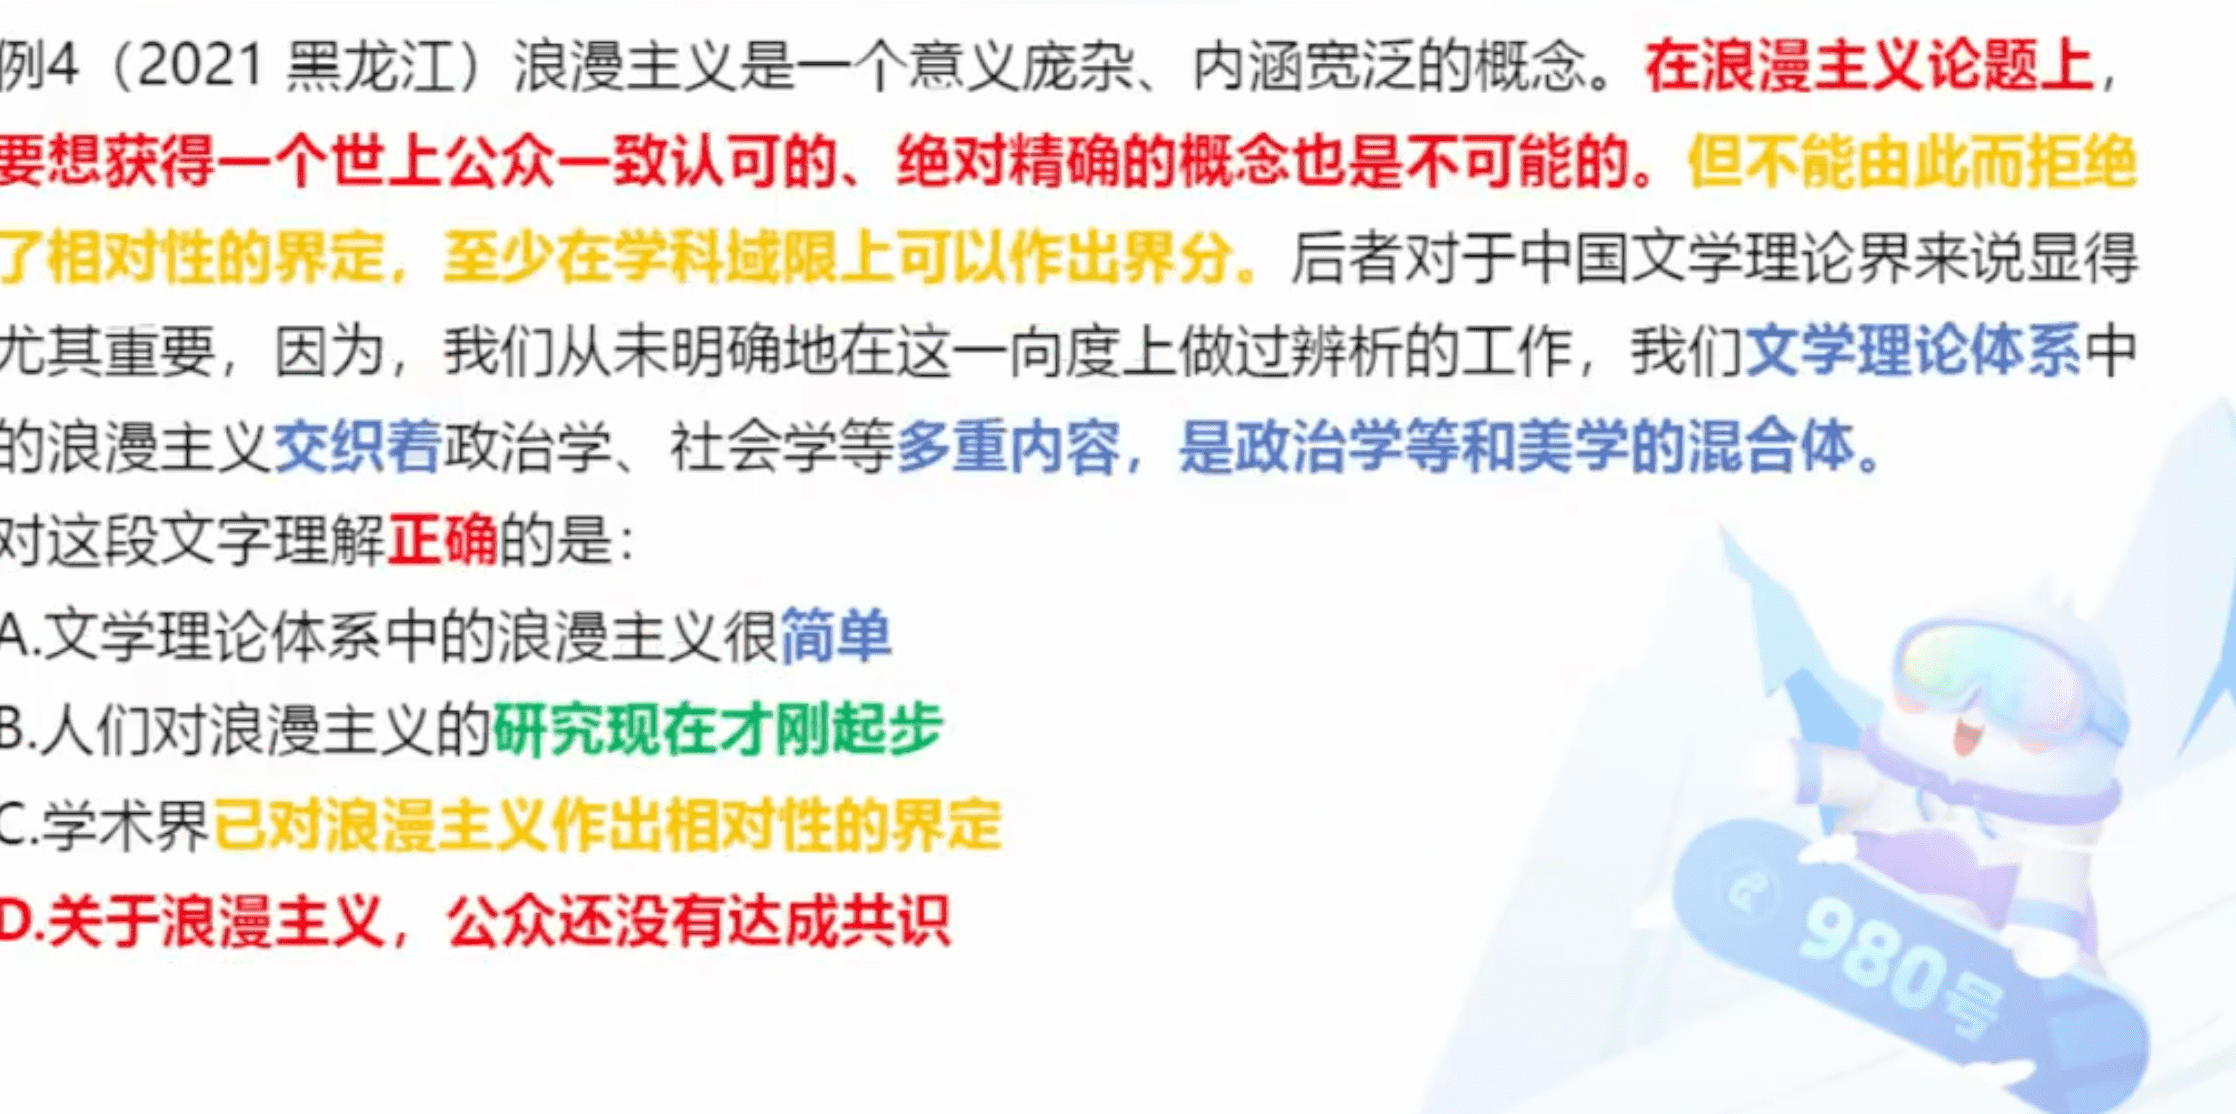 例4（2021 黑龙江）浪漫主义是一个意义庞杂、内涵宽泛的概念。在浪漫主义论题上，
要想获得一个世上公众一致认可的、绝对精确的概念也是不可能的。但不能由此而拒绝
了相对性的界定，至少在学科域限上可以作出界分。后者对于中国文学理论界来说显得
尤其重要，因为，我们从未明确地在这一向度上做过辨析的工作，我们文学理论体系中
的浪漫主义交织着政治学、社会学等多重内容，是政治学等和美学的混合体。
对这段文字理解正确的是：
A.文学理论体系中的浪漫主义很简单
B.人们对浪漫主义的研究现在才刚起步
C.学术界已对浪漫主义作出相对性的界定
D.关于浪漫主义，公众还没有达成共识
980号